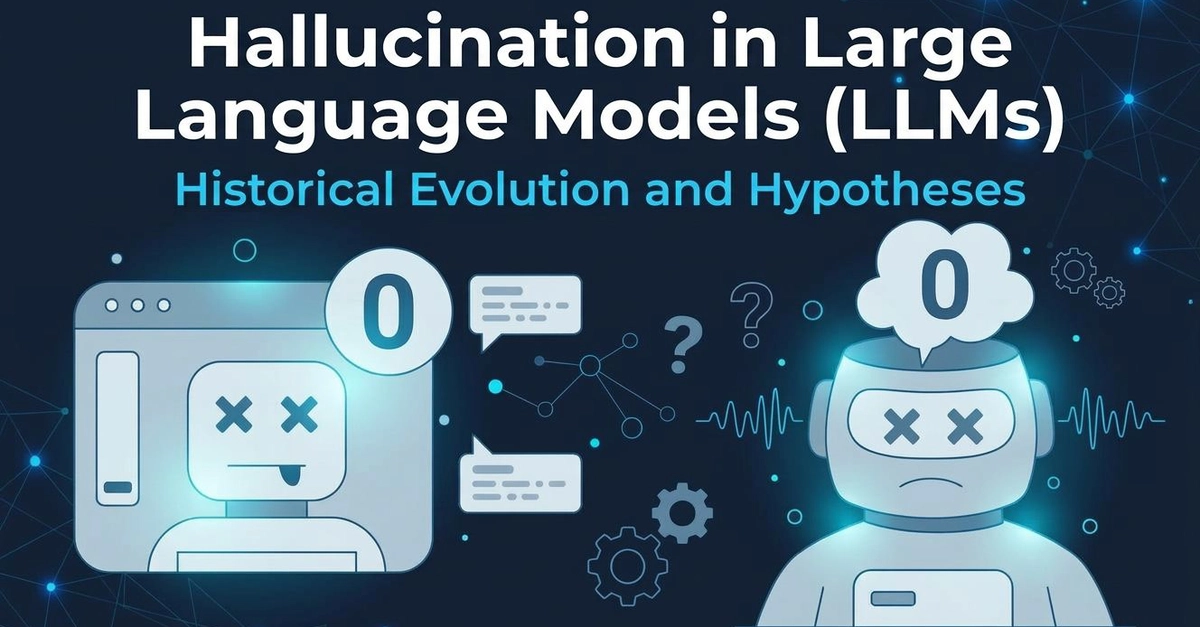 Hallucination in Large
Language Models (LLMs)
Historical Evolution and Hypotheses
0
?
?
0